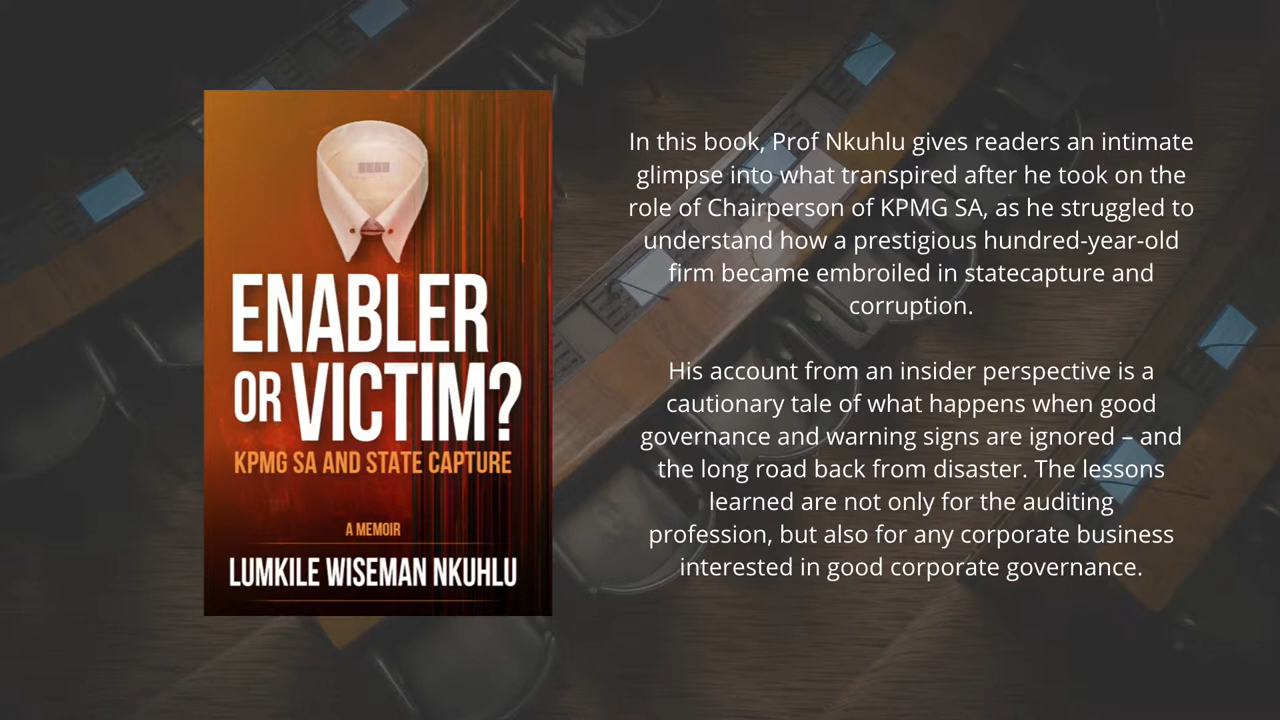 ENABLER
OR VICTIM?
KPMG SA AND STATE CAPTURE
A MEMOIR
LUMKILE WISEMAN NKUHLU
In this book, Prof Nkuhlu gives readers an intimate
glimpse into what transpired after he took on the
role of Chairperson of KPMG SA, as he struggled to
understand how a prestigious hundred-year-old
firm became embroiled in statecapture and
corruption.
His account from an insider perspective is a
cautionary tale of what happens when good
governance and warning signs are ignored – and
the long road back from disaster. The lessons
learned are not only for the auditing
profession, but also for any corporate business
interested in good corporate governance.